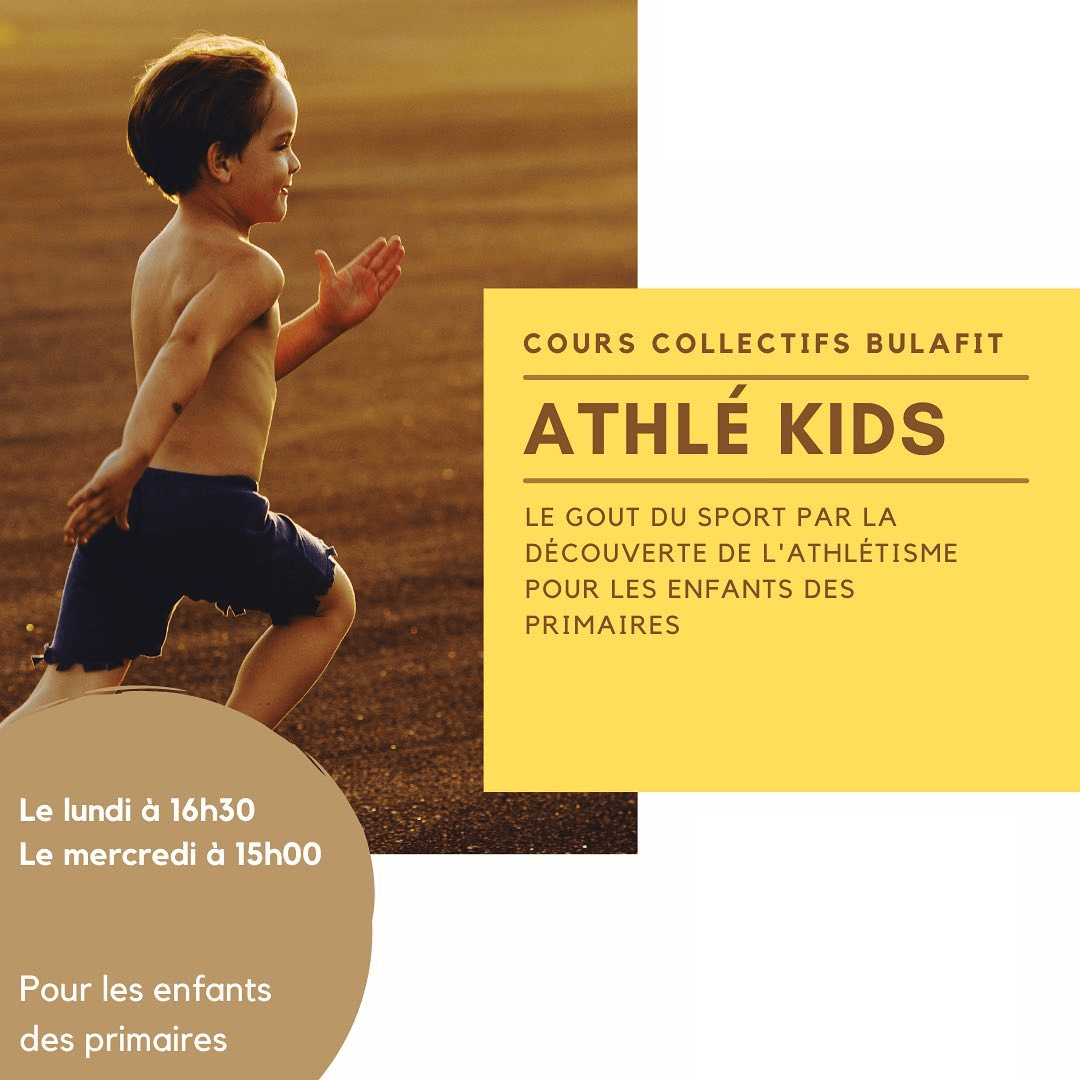 COURS COLLECTIFS BULAFIT
ATHLÉ KIDS
LE GOUT DU SPORT PAR LA
DÉCOUVERTE DE L'ATHLÉTISME
POUR LES ENFANTS DES
PRIMAIRES
Le lundi à 16h30
Le mercredi à 15h00
Pour les enfants
des primaires